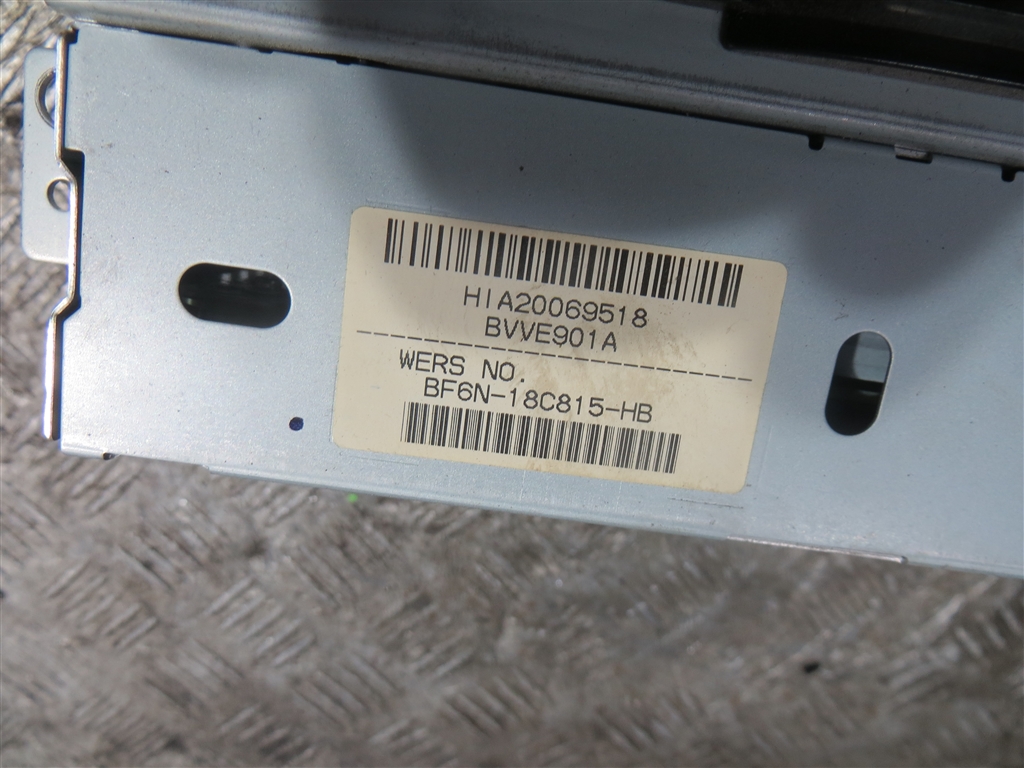 HIA20069518
BVVE901A
WERS NO.
BF6N-18C815-HB